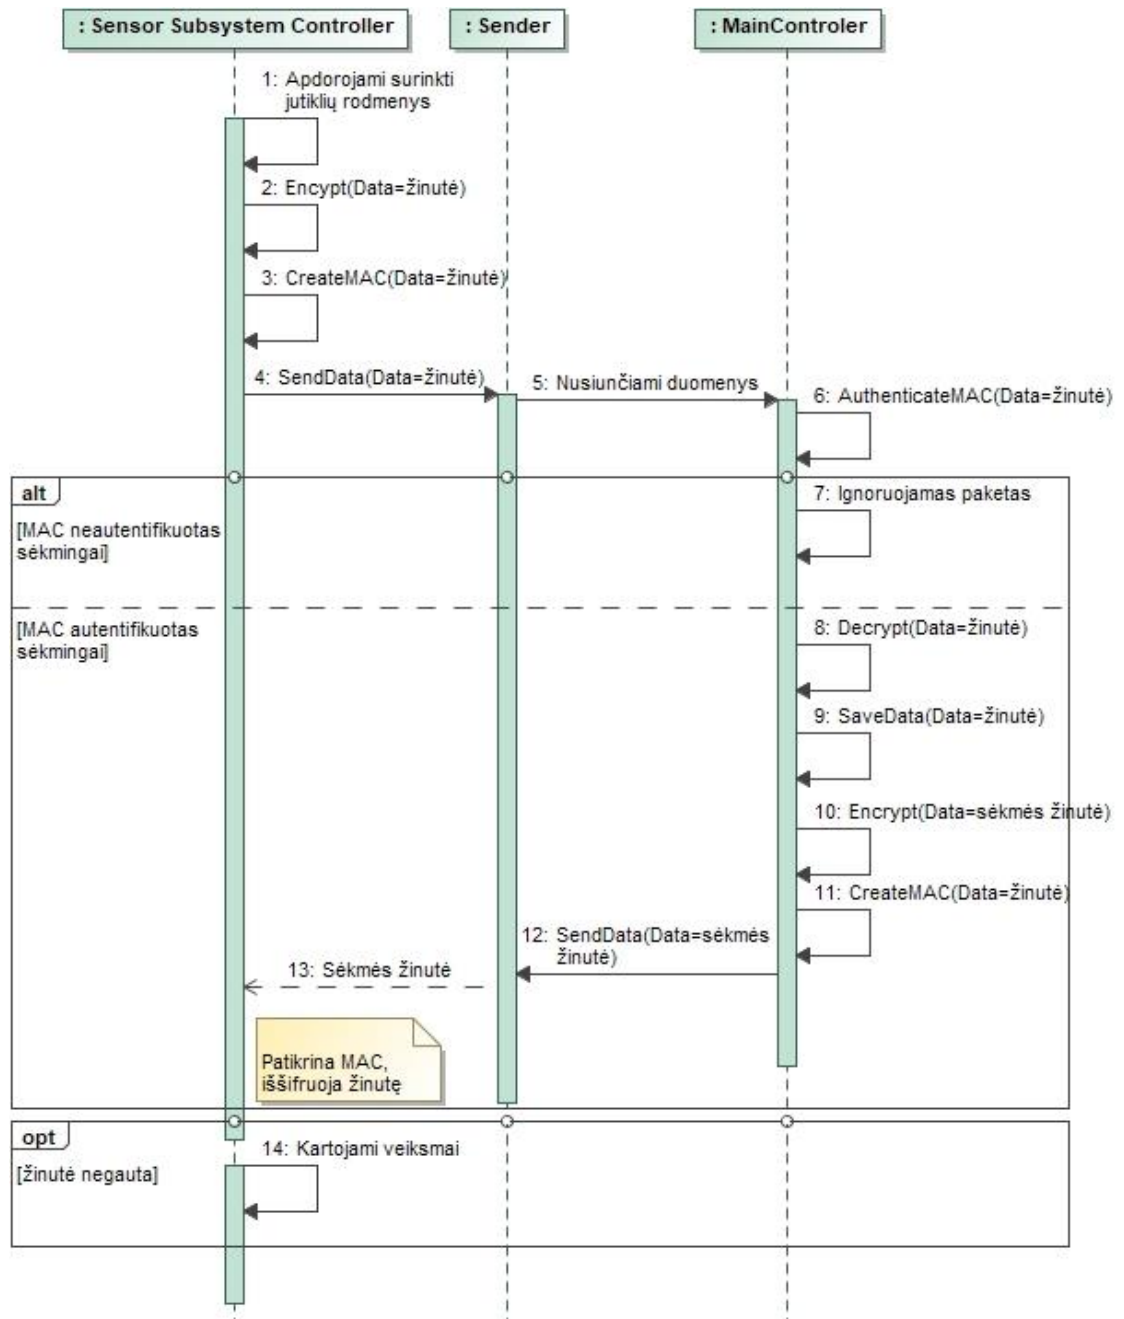 : Sensor Subsystem Controller
: Sender
: MainControler
1: Apdorojami surinkti
jutiklių rodmenys
2: Encypt(Data=žinutė)
3: CreateMAC(Data=žinutė)
4: SendData(Data=žinutė)
5: Nusiunčiami duomenys
6: AuthenticateMAC(Data=žinutė)
alt
7: Ignoruojamas paketas
[MAC neautentifikuotas
sėkmingai]
[MAC autentifikuotas
sėkmingai]
8: Decrypt(Data=žinutė)
9: SaveData(Data=žinutė)
10: Encrypt(Data=sėkmės žinutė)
11: CreateMAC(Data=žinutė)
12: SendData(Data=sėkmės
žinutė)
13: Sėkmės žinutė
Patikrina MAC,
iššifruoja žinutę
opt
14: Kartojami veiksmai
[žinutė negauta]